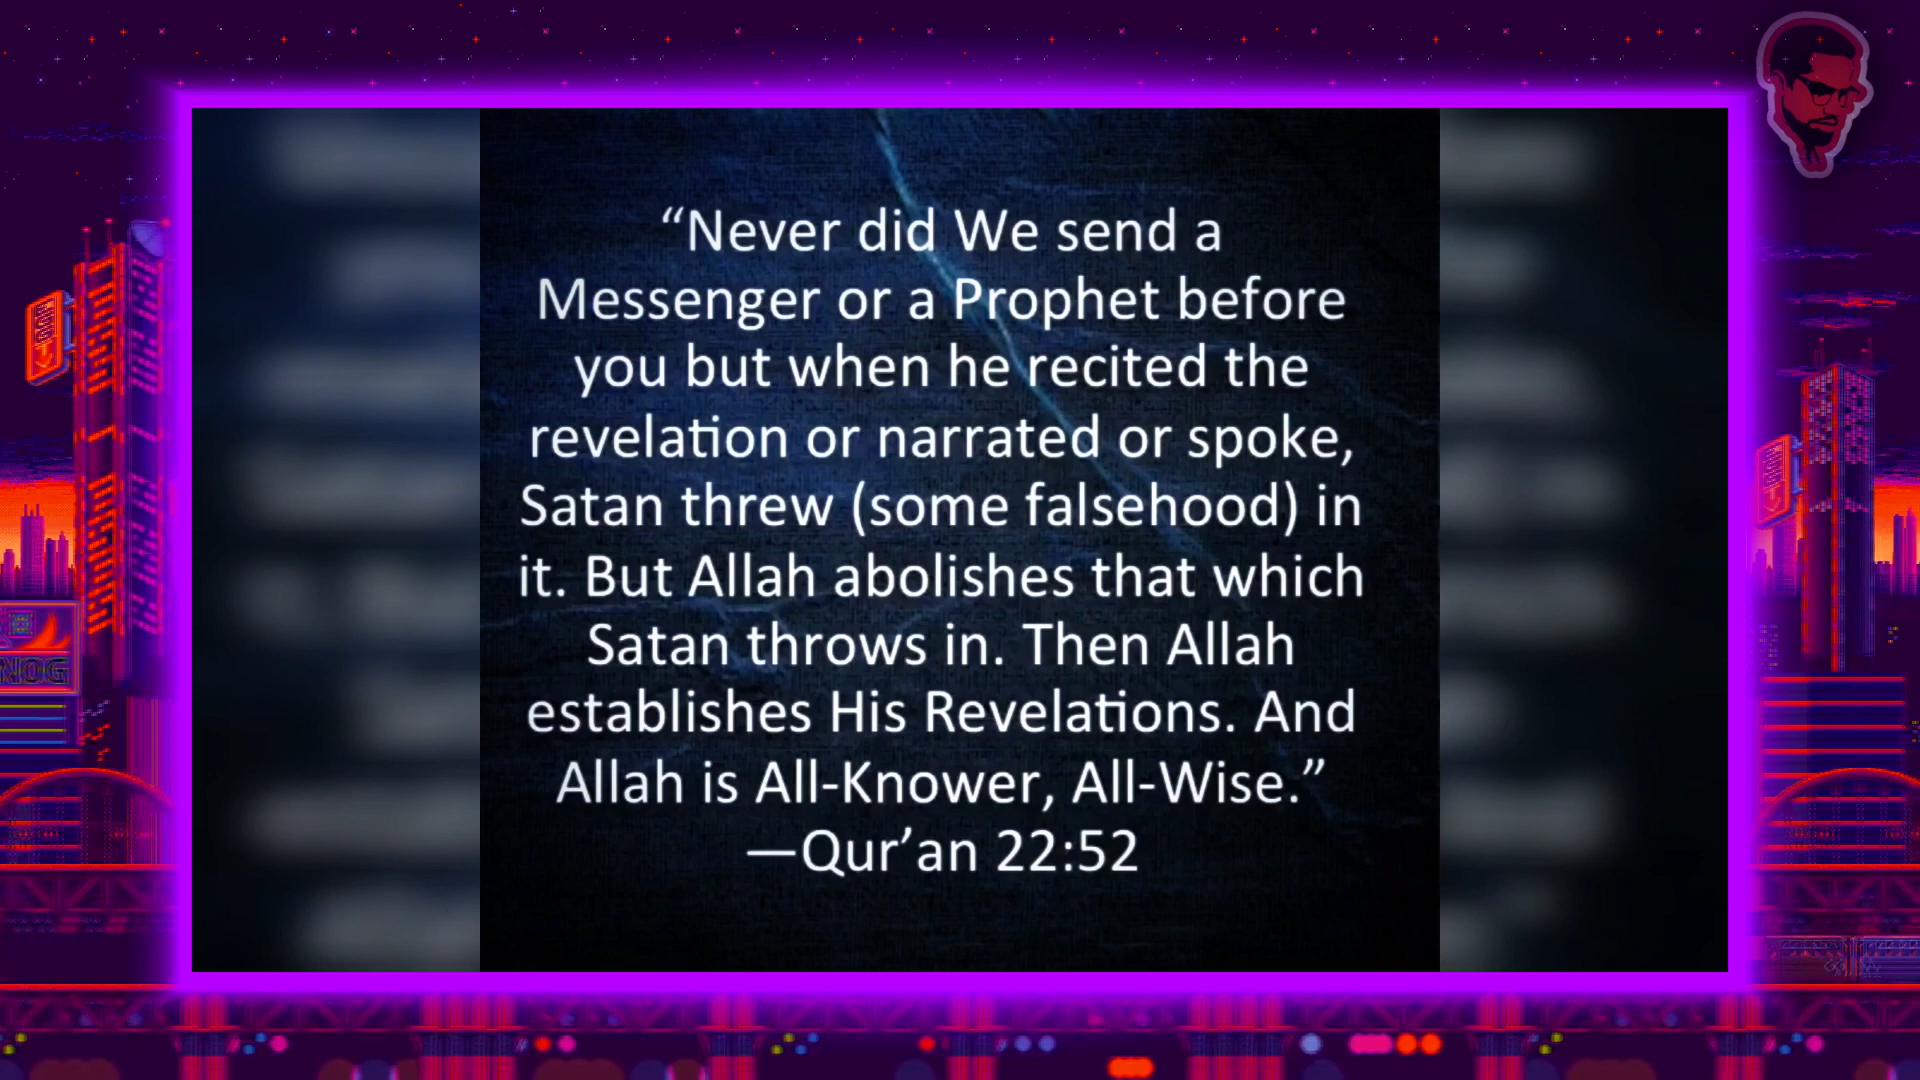 “Never did We send a
Messenger or a Prophet before
you but when he recited the
revelation or narrated or spoke,
Satan threw (some falsehood) in
it. But Allah abolishes that which
Satan throws in. Then Allah
establishes His Revelations. And
Allah is All-Knower, All-Wise.”
—Qur’an 22:52
NOG